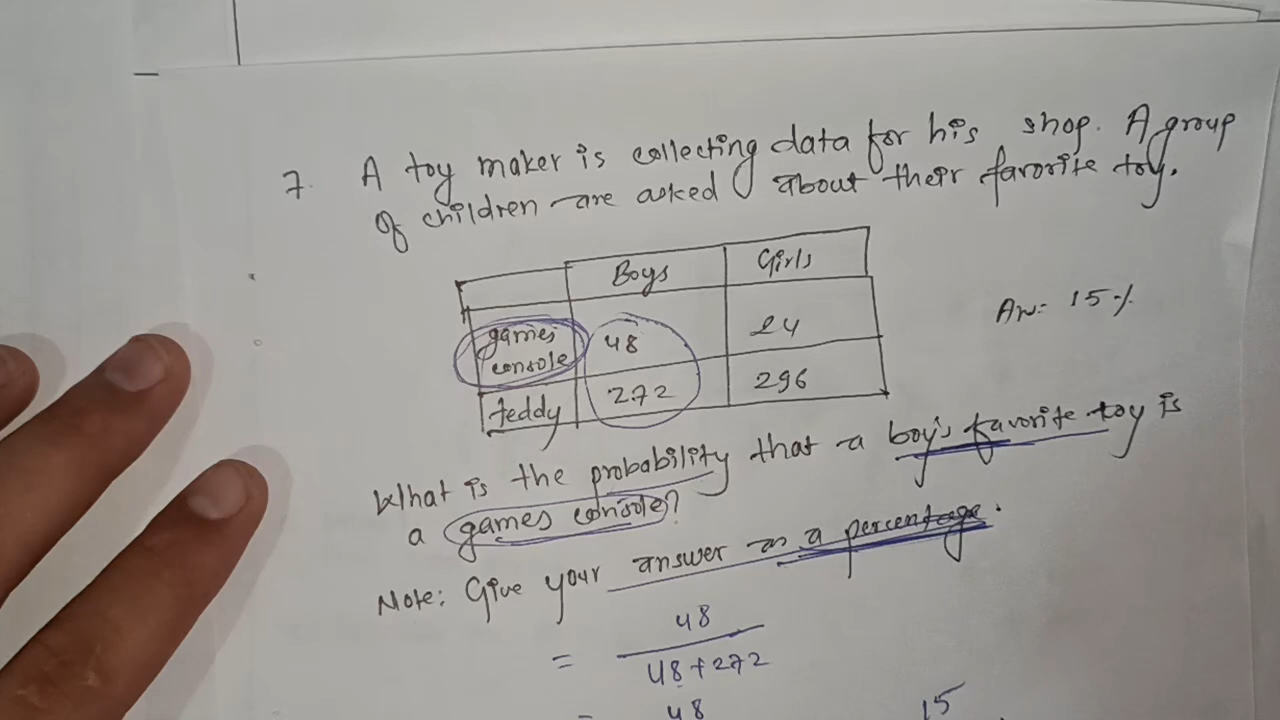 7. A toy maker is collecting data for his shop. A group
of children are asked about their favorite toy.
Boys Girls
games console 48 24
teddy 272 296
Ans: 15%
What is the probability that a boy's favorite toy is
a games console?
Note: Give your answer as a percentage.
= 48
48+272
= 48
15